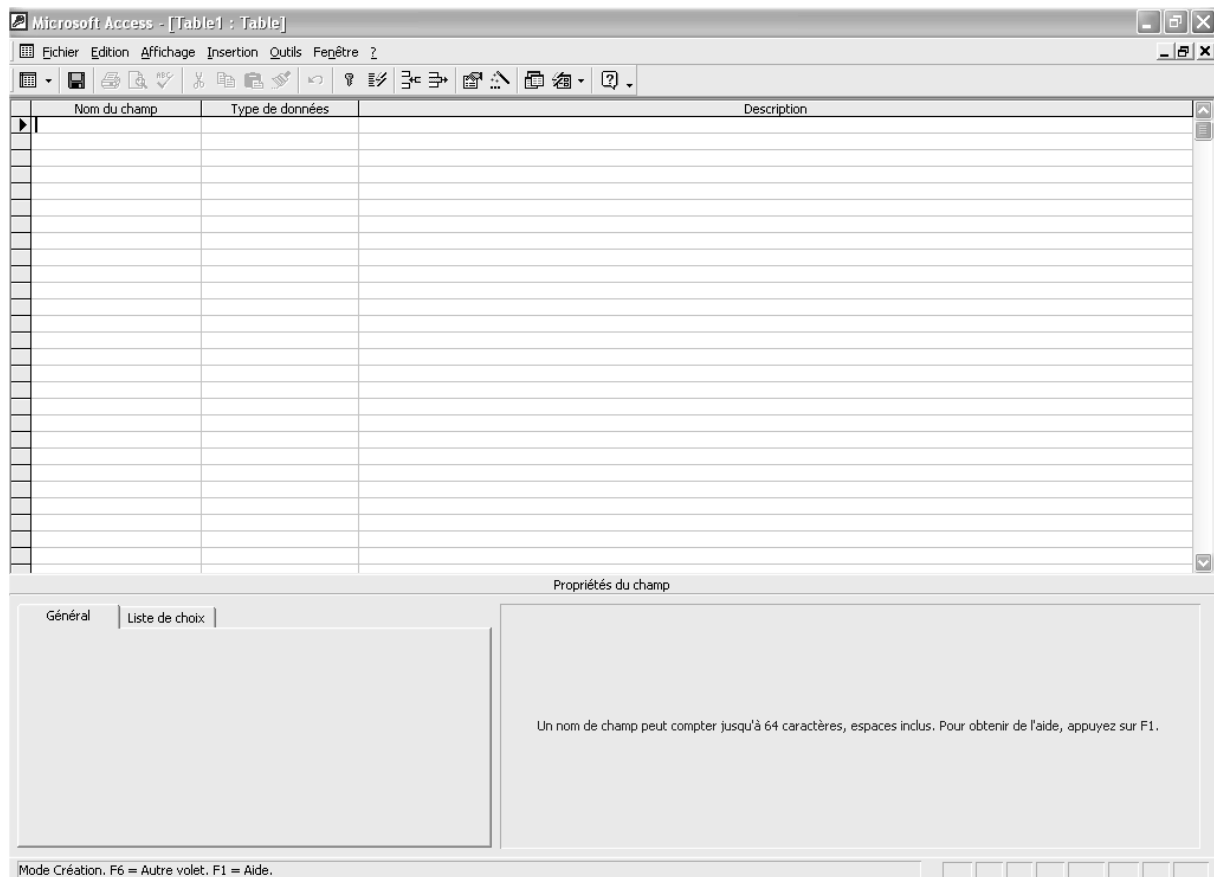 Microsoft Access - [Table1 : Table]
Fichier Edition Affichage Insertion Outils Fenêtre ?
Nom du champ Type de données Description
Propriétés du champ
Général Liste de choix
Un nom de champ peut compter jusqu'à 64 caractères, espaces inclus. Pour obtenir de l'aide, appuyez sur F1.
Mode Création. F6 = Autre volet. F1 = Aide.